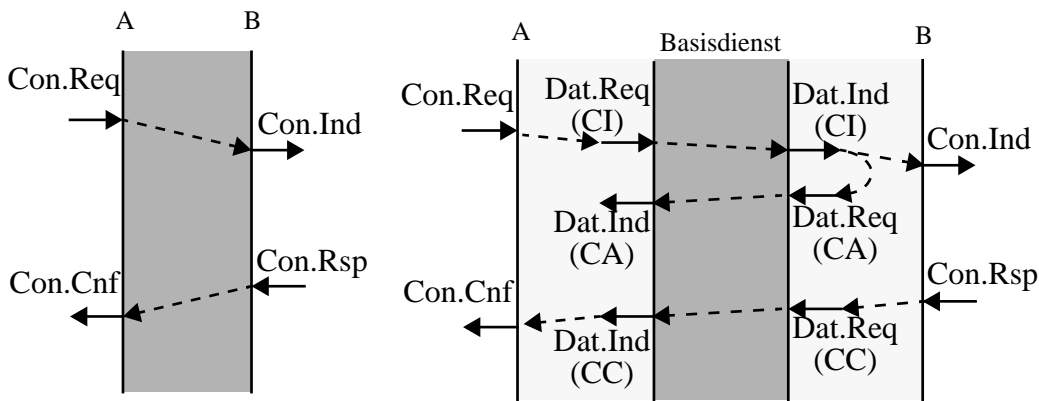 A
B
Con.Req
Con.Ind
Con.Rsp
Con.Cnf
A
Basisdienst
B
Con.Req
Dat.Req
(CI)
Dat.Ind
(CI)
Con.Ind
Dat.Ind
(CA)
Dat.Req
(CA)
Con.Rsp
Con.Cnf
Dat.Ind
(CC)
Dat.Req
(CC)